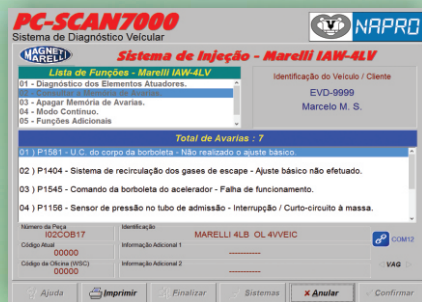 PC-SCAN7000
Sistema de Diagnóstico Veícular
NAPRO
MAGNETI MARELLI
Sistema de Injeção - Marelli IAW-4LV
Lista de Funções - Marelli IAW-4LV
01 - Diagnóstico dos Elementos Atuadores.
02 - Consultar a Memória de Avarias.
03 - Apagar Memória de Avarias.
04 - Modo Contínuo.
05 - Funções Adicionais
Identificação do Veículo / Cliente
EVD-9999
Marcelo M. S.
Total de Avarias : 7
01 ) P1581 - U.C. do corpo da borboleta - Não realizado o ajuste básico.
02 ) P1404 - Sistema de recirculação dos gases de escape - Ajuste básico não efetuado.
03 ) P1545 - Comando da borboleta do acelerador - Falha de funcionamento.
04 ) P1156 - Sensor de pressão no tubo de admissão - Interrupção / Curto-circuito à massa.
Número da Peça
I02COB17
Identificação
MARELLI 4LB OL 4VVEIC
Código Atual
00000
Informação Adicional 1
------------
COM12
Código da Oficina (WSC)
00000
Informação Adicional 2
------------
VAG
Ajuda
Imprimir
Finalizar
Sistemas
x Anular
Confirmar